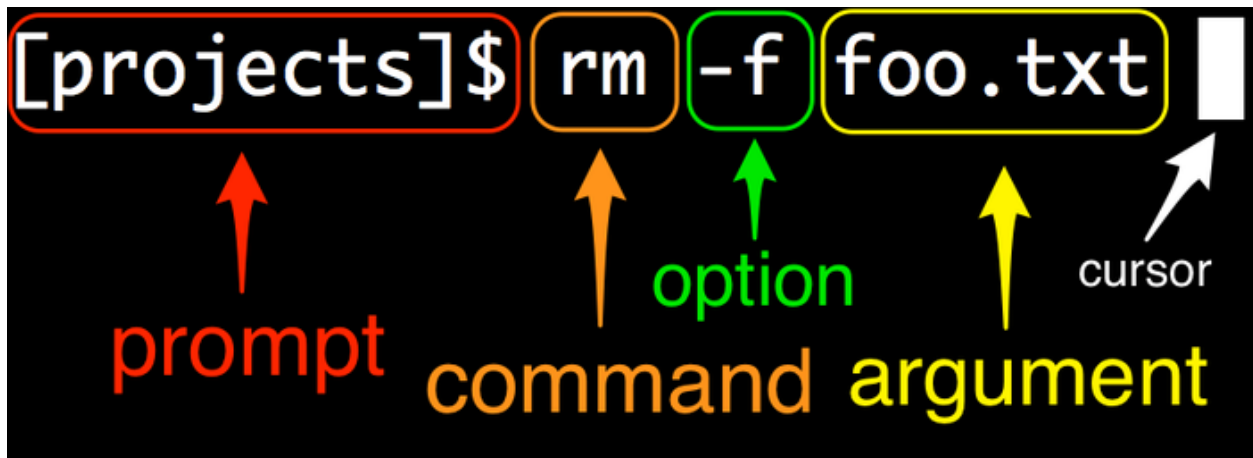 [projects]$ rm -f foo.txt
option
cursor
prompt
command
argument